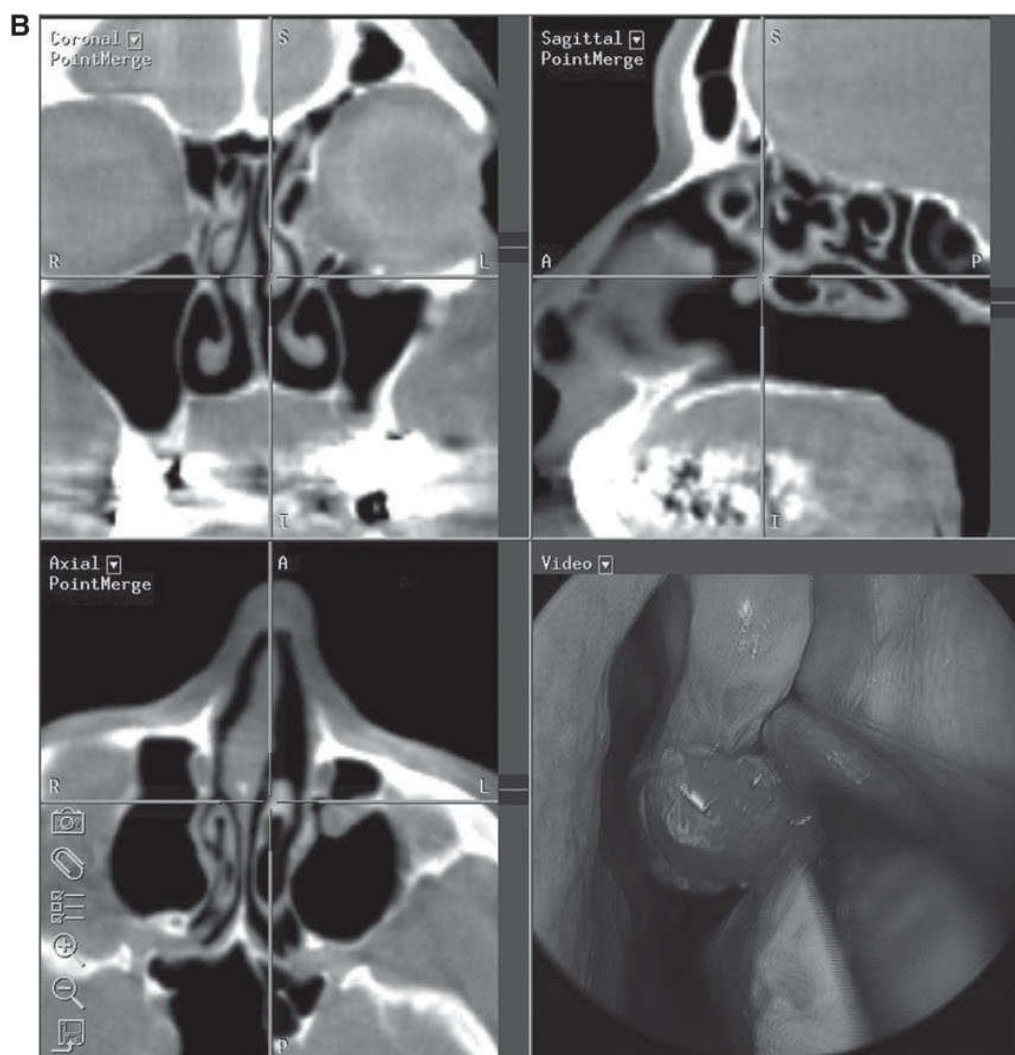 B
Coronal
PointMerge
S
R
L
I
Sagittal
PointMerge
S
A
P
I
Axial
PointMerge
A
R
L
P
Video